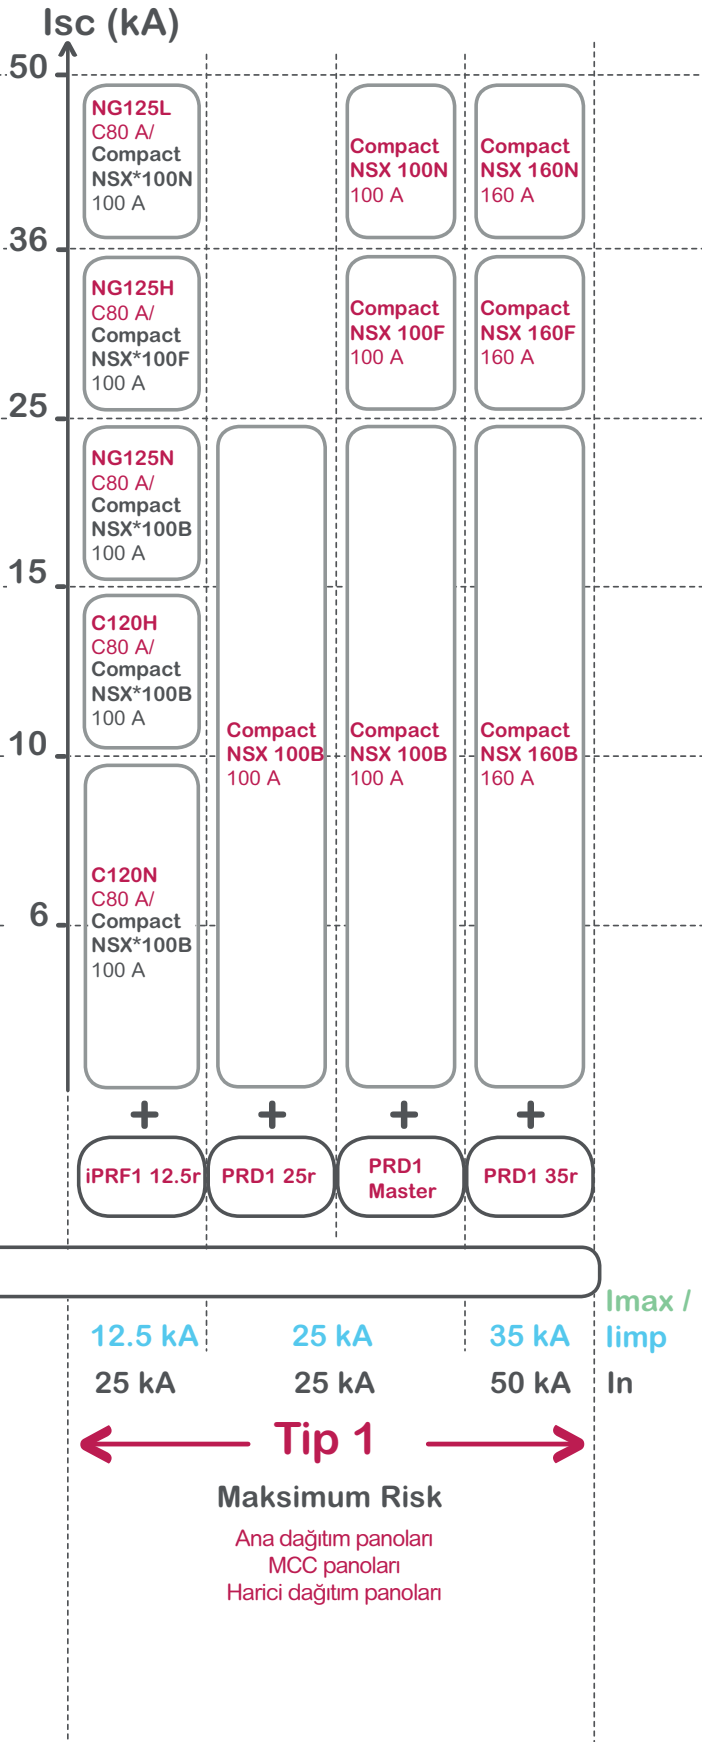 Isc (kA)
50
NG125L
C80 A/
Compact
NSX*100N
100 A
Compact
NSX 100N
100 A
Compact
NSX 160N
160 A
36
NG125H
C80 A/
Compact
NSX*100F
100 A
Compact
NSX 100F
100 A
Compact
NSX 160F
160 A
25
NG125N
C80 A/
Compact
NSX*100B
100 A
15
C120H
C80 A/
Compact
NSX*100B
100 A
10
Compact
NSX 100B
100 A
Compact
NSX 100B
100 A
Compact
NSX 160B
160 A
C120N
C80 A/
Compact
NSX*100B
100 A
6
+ + + +
iPRF1 12.5r
PRD1 25r
PRD1
Master
PRD1 35r
Imax /
12.5 kA 25 kA 35 kA Iimp
25 kA 25 kA 50 kA In
Tip 1
Maksimum Risk
Ana dağıtım panoları
MCC panoları
Harici dağıtım panoları